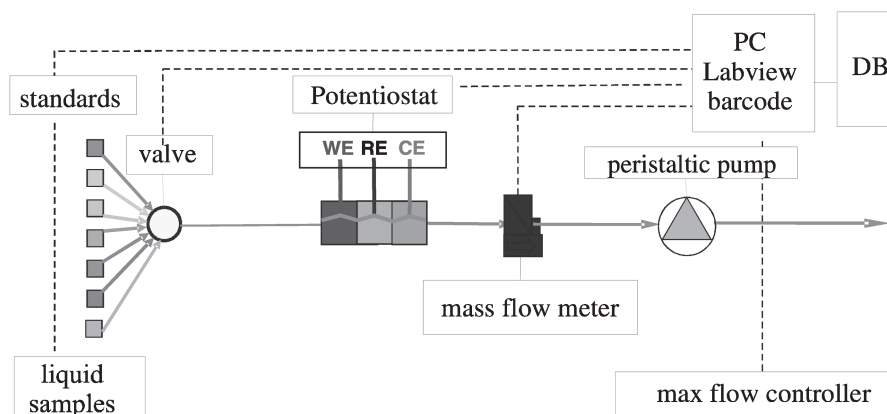 PC
Labview
barcode
DB
standards
Potentiostat
valve
WE RE CE
peristaltic pump
mass flow meter
liquid
samples
max flow controller